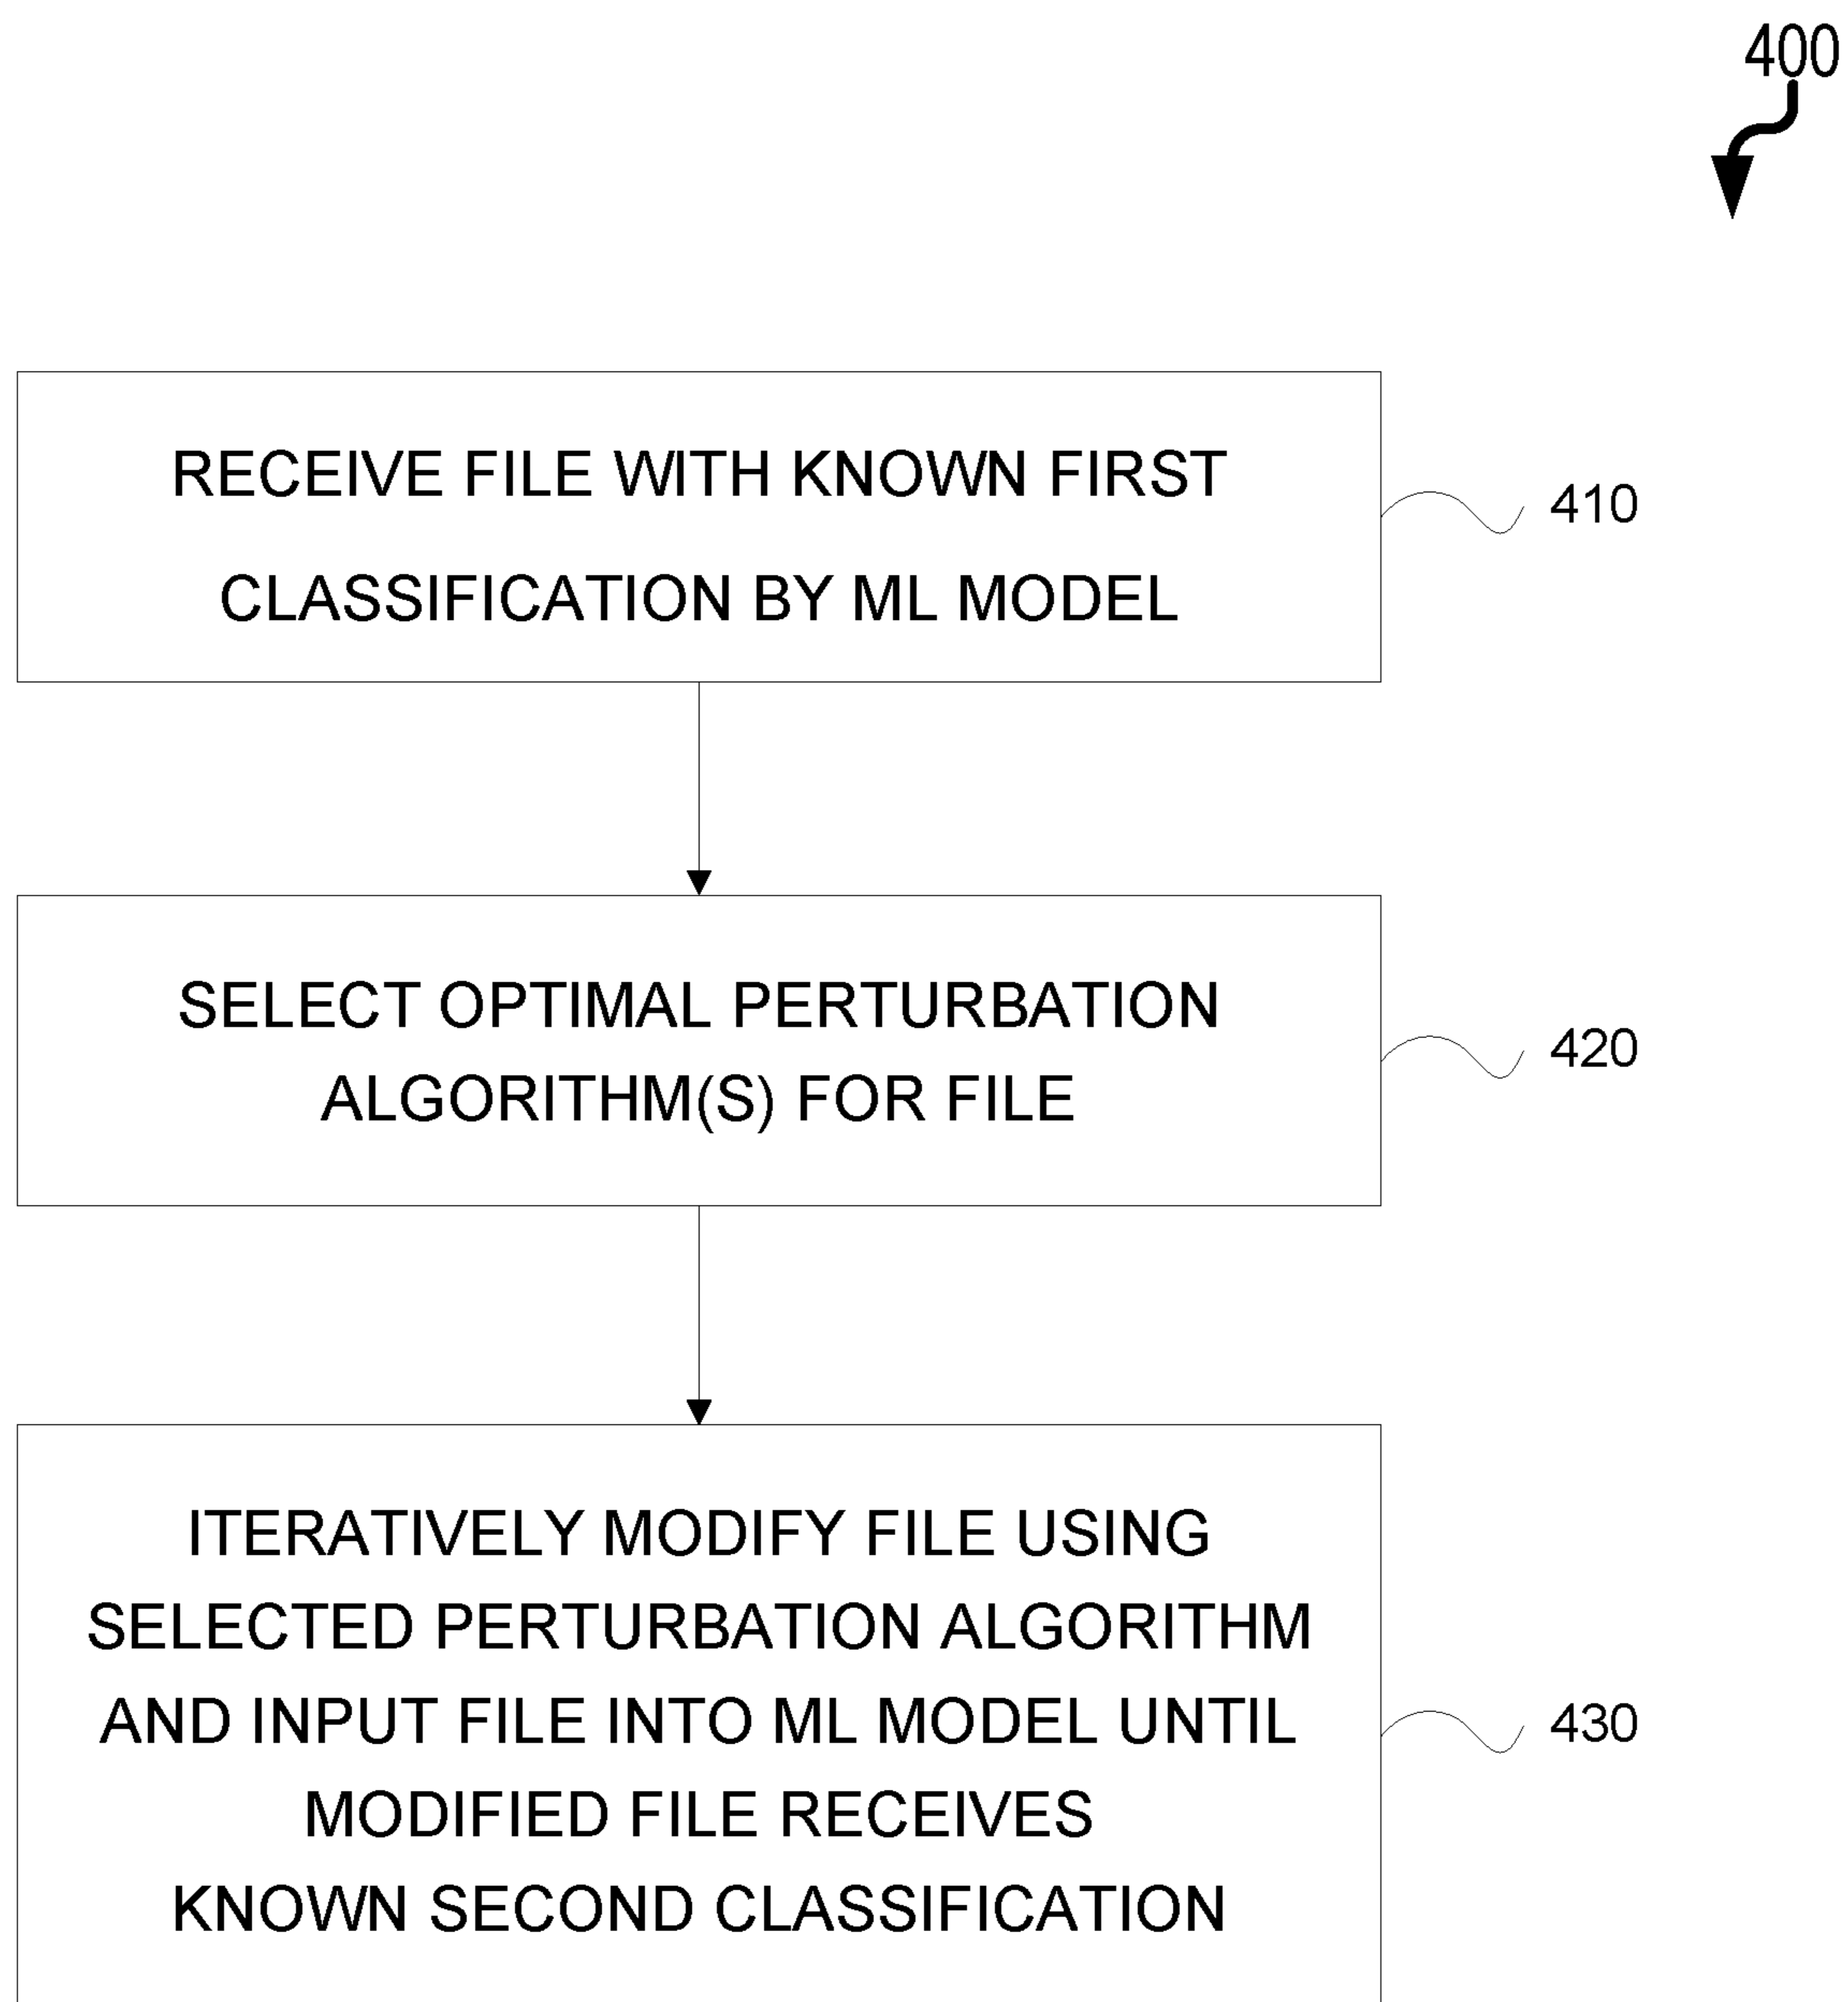 400
RECEIVE FILE WITH KNOWN FIRST
CLASSIFICATION BY ML MODEL
410
SELECT OPTIMAL PERTURBATION
ALGORITHM(S) FOR FILE
420
ITERATIVELY MODIFY FILE USING
SELECTED PERTURBATION ALGORITHM
AND INPUT FILE INTO ML MODEL UNTIL
MODIFIED FILE RECEIVES
KNOWN SECOND CLASSIFICATION
430